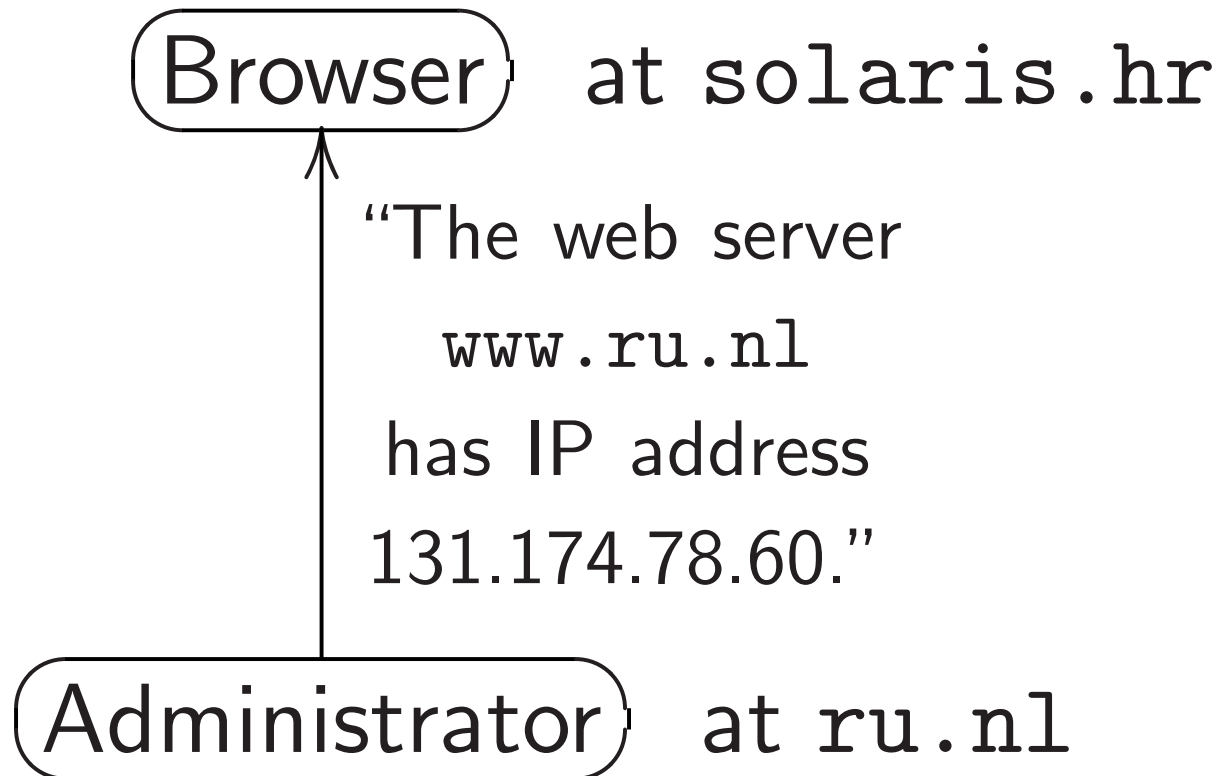 Browser at solaris.hr
“The web server
www.ru.nl
has IP address
131.174.78.60.”
Administrator at ru.nl